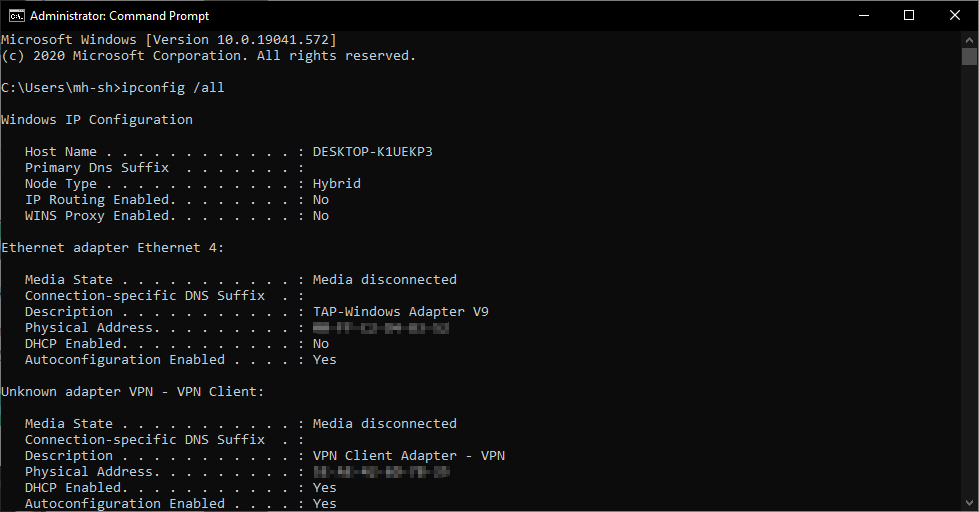 Administrator: Command Prompt
Microsoft Windows [Version 10.0.19041.572]
(c) 2020 Microsoft Corporation. All rights reserved.
C:\Users\mh-sh>ipconfig /all
Windows IP Configuration
Host Name . . . . . . . . . . . . : DESKTOP-K1UEKP3
Primary Dns Suffix  . . . . . . . :
Node Type . . . . . . . . . . . . : Hybrid
IP Routing Enabled. . . . . . . . : No
WINS Proxy Enabled. . . . . . . . : No
Ethernet adapter Ethernet 4:
Media State . . . . . . . . . . . : Media disconnected
Connection-specific DNS Suffix  . :
Description . . . . . . . . . . . : TAP-Windows Adapter V9
Physical Address. . . . . . . . . :
DHCP Enabled. . . . . . . . . . . : No
Autoconfiguration Enabled . . . . : Yes
Unknown adapter VPN - VPN Client:
Media State . . . . . . . . . . . : Media disconnected
Connection-specific DNS Suffix  . :
Description . . . . . . . . . . . : VPN Client Adapter - VPN
Physical Address. . . . . . . . . :
DHCP Enabled. . . . . . . . . . . : Yes
Autoconfiguration Enabled . . . . : Yes